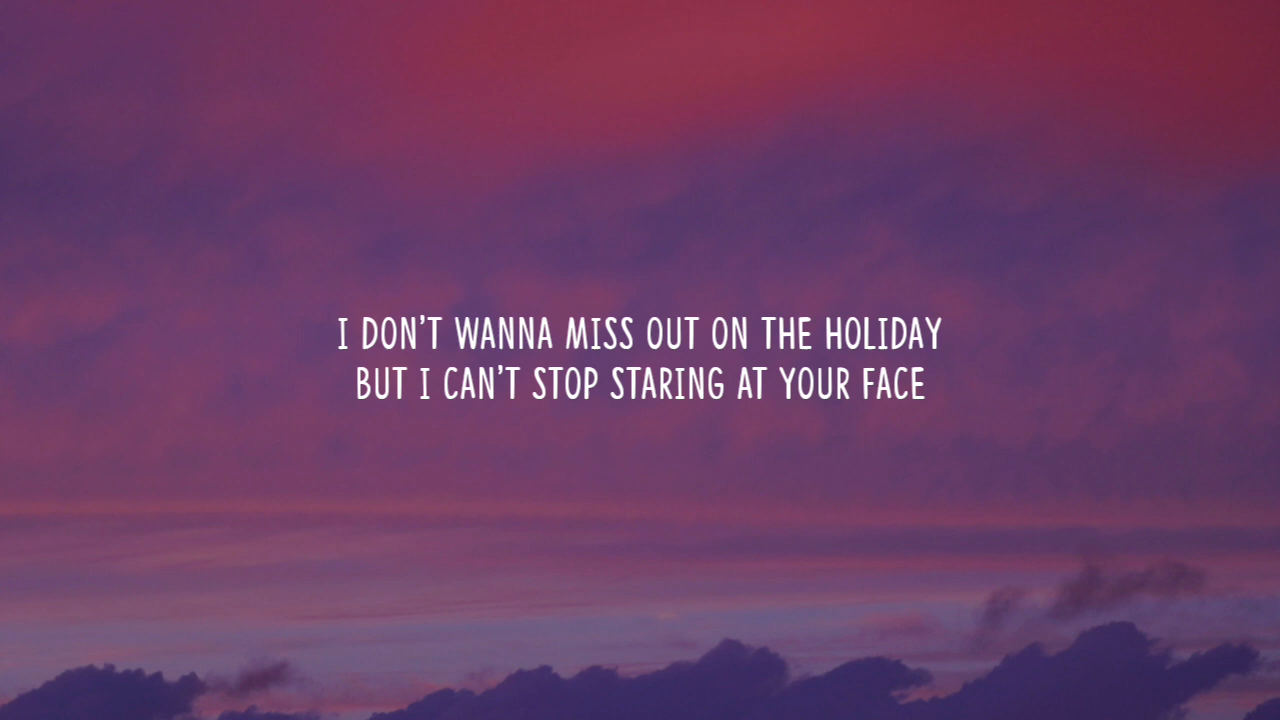 I DON'T WANNA MISS OUT ON THE HOLIDAY
BUT I CAN'T STOP STARING AT YOUR FACE